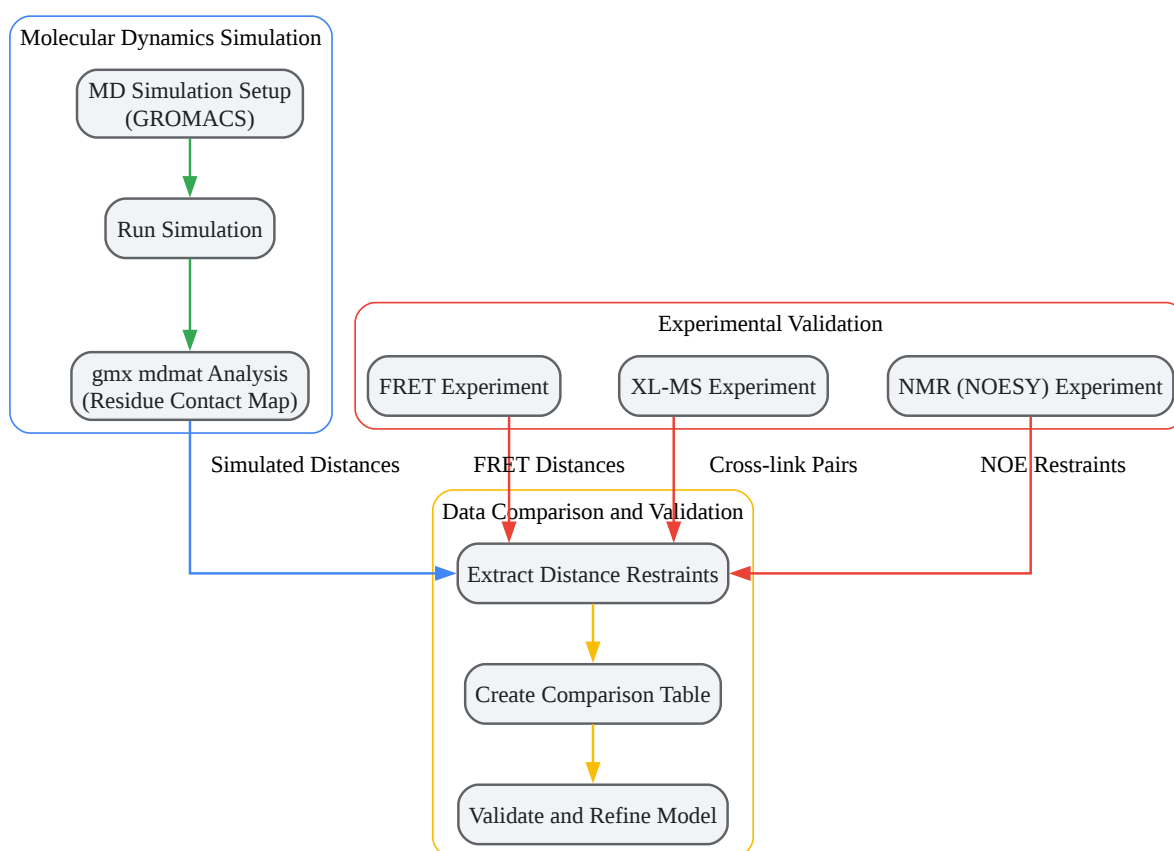 Molecular Dynamics Simulation
MD Simulation Setup
(GROMACS)
Run Simulation
gmx mdmat Analysis
(Residue Contact Map)
Experimental Validation
FRET Experiment
XL-MS Experiment
NMR (NOESY) Experiment
Simulated Distances
FRET Distances
Cross-link Pairs
NOE Restraints
Data Comparison and Validation
Extract Distance Restraints
Create Comparison Table
Validate and Refine Model